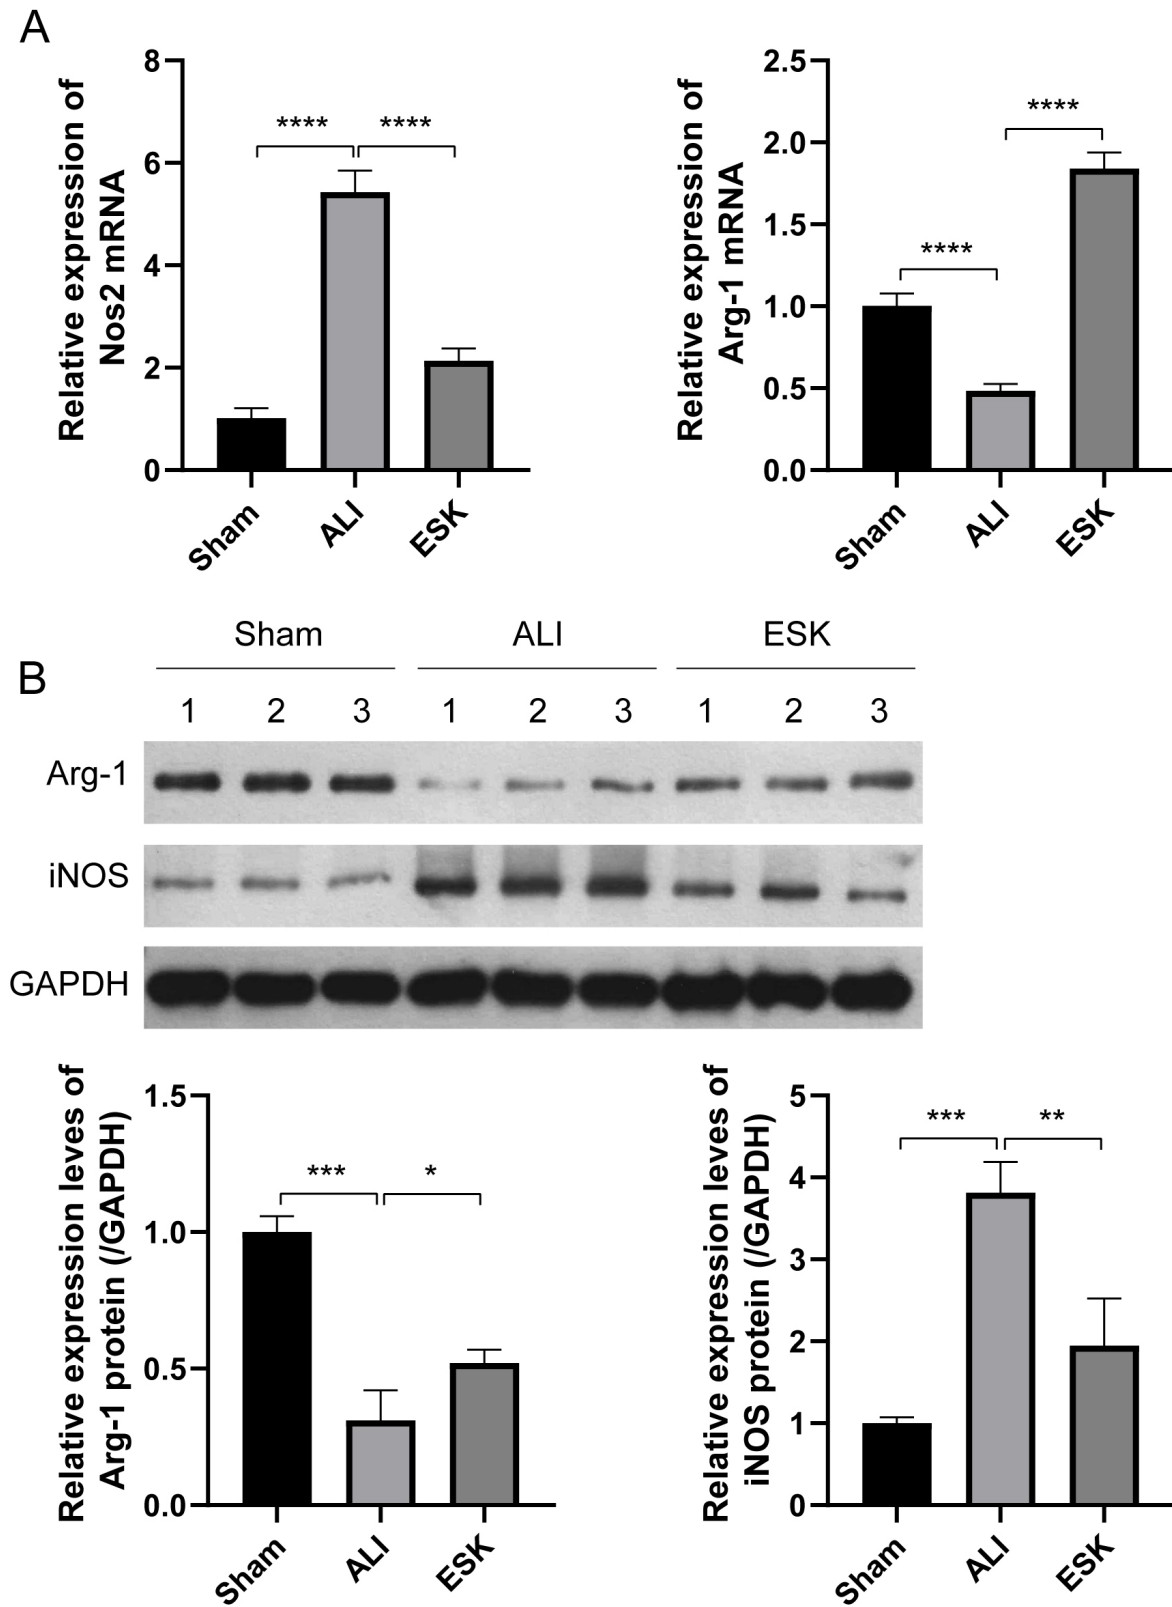 A
Relative expression of
Nos2 mRNA
8
6
4
2
0
****
****
Sham
ALI
ESK
Relative expression of
Arg-1 mRNA
2.5
2.0
1.5
1.0
0.5
0.0
****
****
Sham
ALI
ESK
B
Sham ALI ESK
1 2 3 1 2 3 1 2 3
Arg-1
iNOS
GAPDH
Relative expression leves of
Arg-1 protein (/GAPDH)
1.5
1.0
0.5
0.0
***
*
Sham
ALI
ESK
Relative expression leves of
iNOS protein (/GAPDH)
5
4
3
2
1
0
***
**
Sham
ALI
ESK